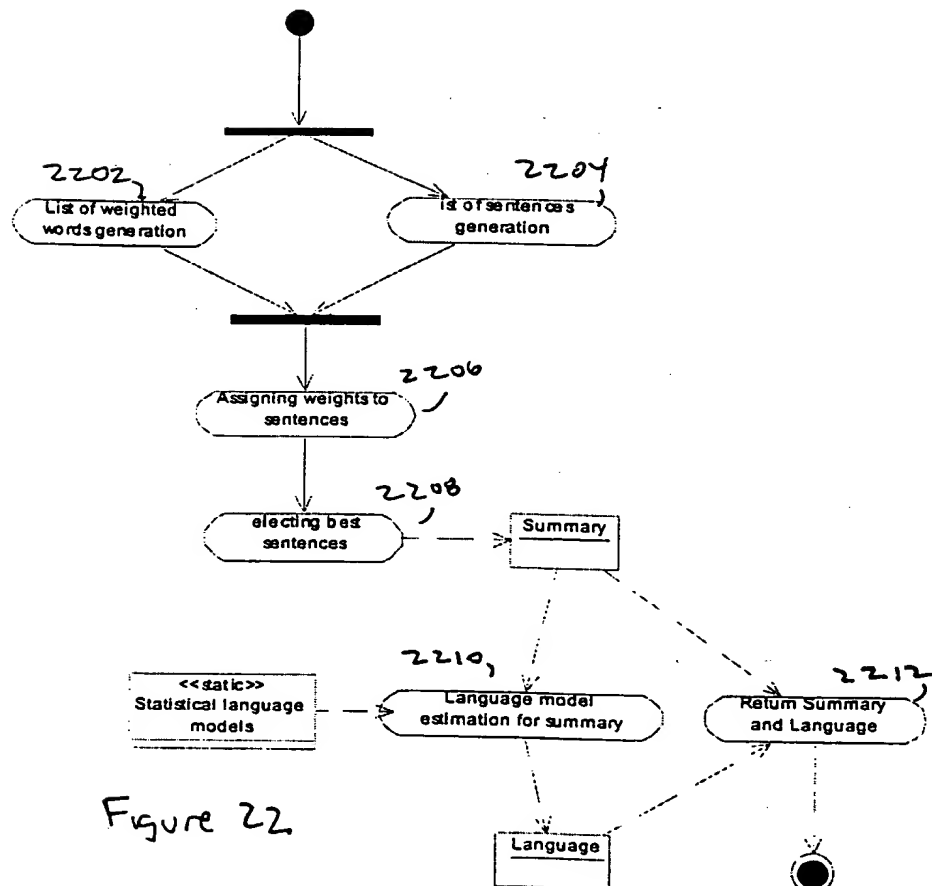 2202
List of weighted
words generation
2204
ist of sentences
generation
2206
Assigning weights to
sentences
2208
electing best
sentences
Summary
2210
<<static>>
Statistical language
models
Language model
estimation for summary
2212
Return Summary
and Language
Figure 22
Language